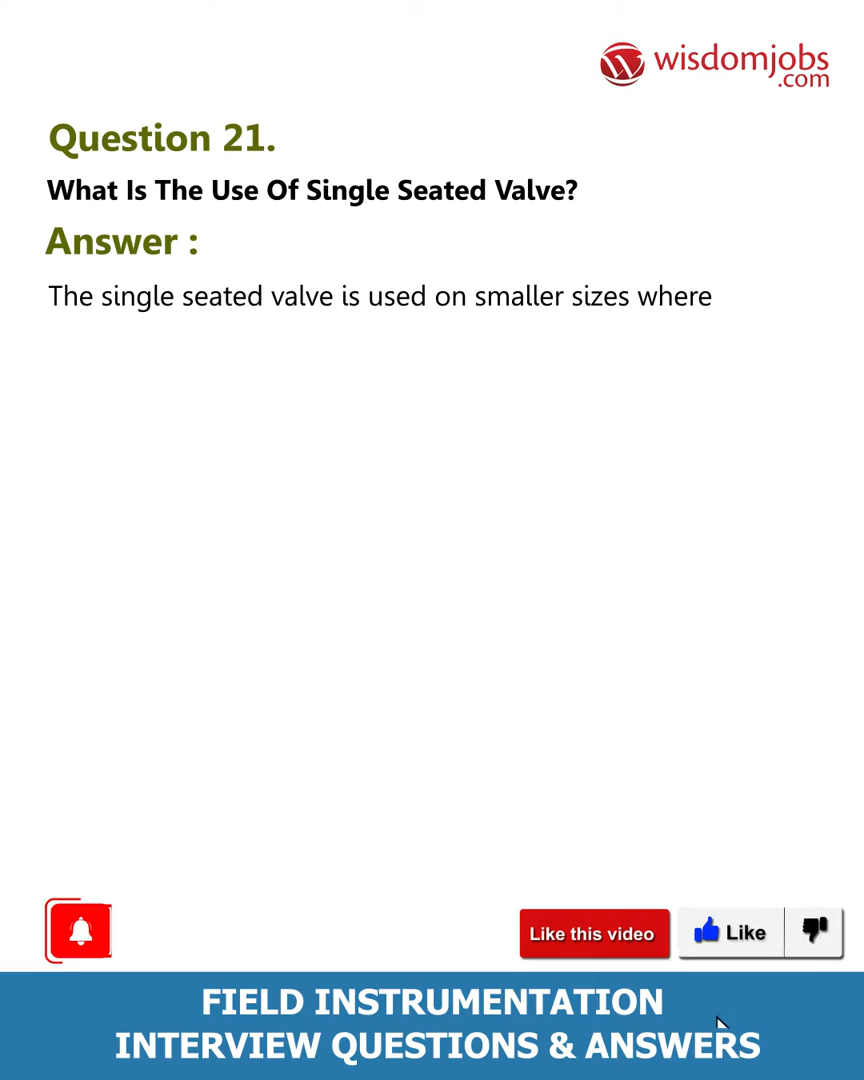 wisdomjobs
.com
Question 21.
What Is The Use Of Single Seated Valve?
Answer :
The single seated valve is used on smaller sizes where
Like this video
Like
FIELD INSTRUMENTATION
INTERVIEW QUESTIONS & ANSWERS